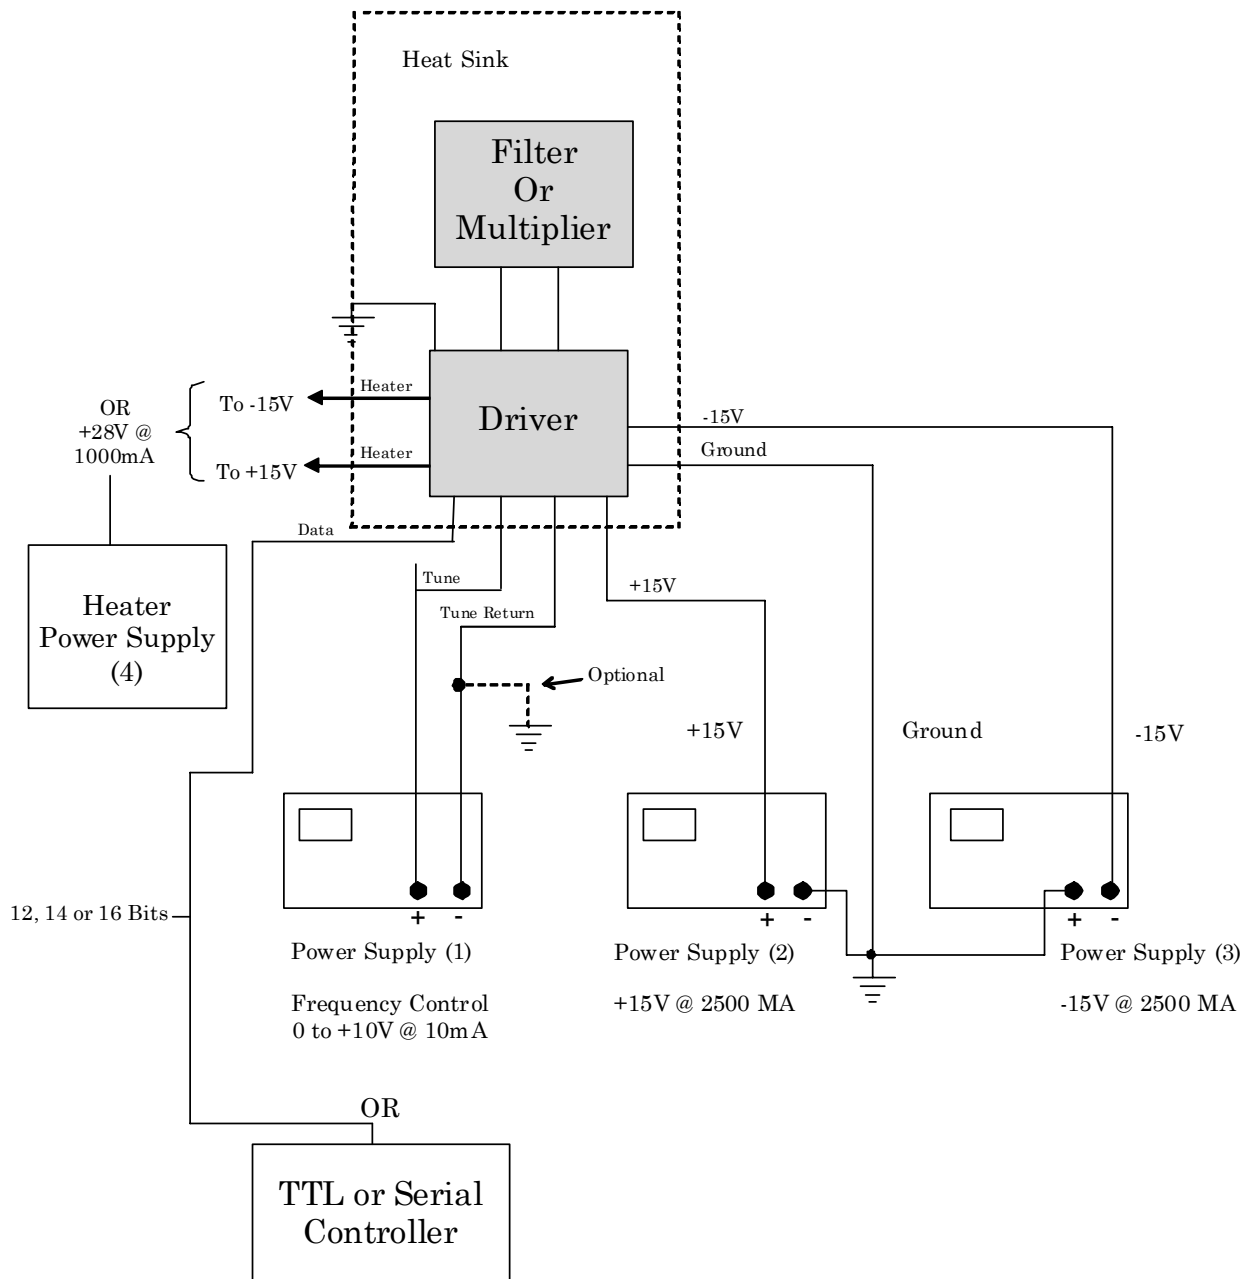 Heat Sink
Filter
Or
Multiplier
Heater
To -15V
OR
+28V @
1000mA
Driver
-15V
Ground
Heater
To +15V
Data
Tune
+15V
Heater
Power Supply
(4)
Tune Return
Optional
+15V
Ground
-15V
12, 14 or 16 Bits
+ -
+ -
+ -
Power Supply (1)
Frequency Control
0 to +10V @ 10mA
Power Supply (2)
+15V @ 2500 MA
Power Supply (3)
-15V @ 2500 MA
OR
TTL or Serial
Controller